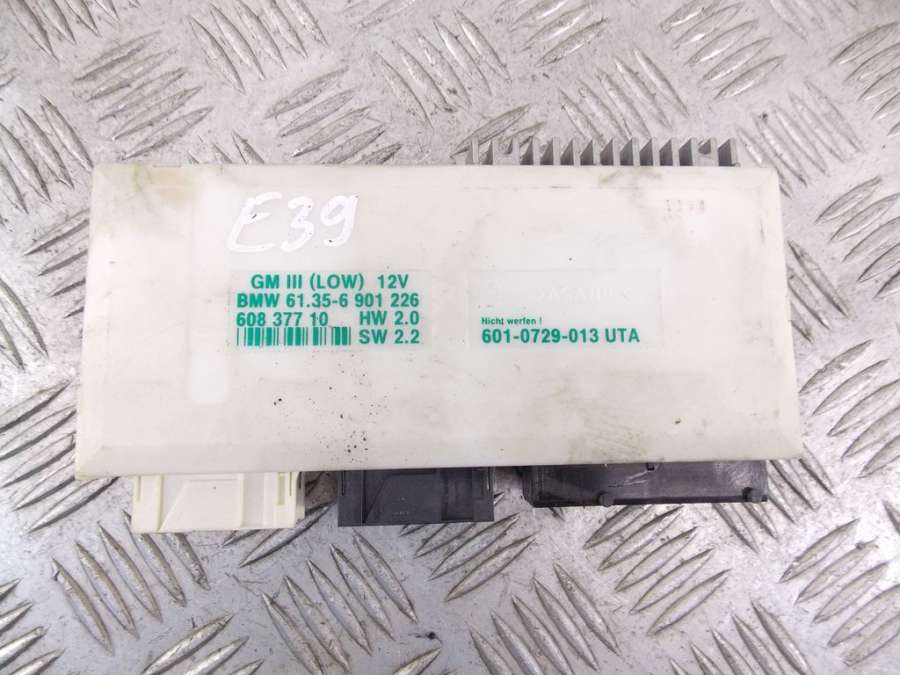 E39
GM III (LOW) 12V
BMW 61.35-6 901 226
608 377 10 HW 2.0
SW 2.2
Nicht werfen !
601-0729-013 UTA